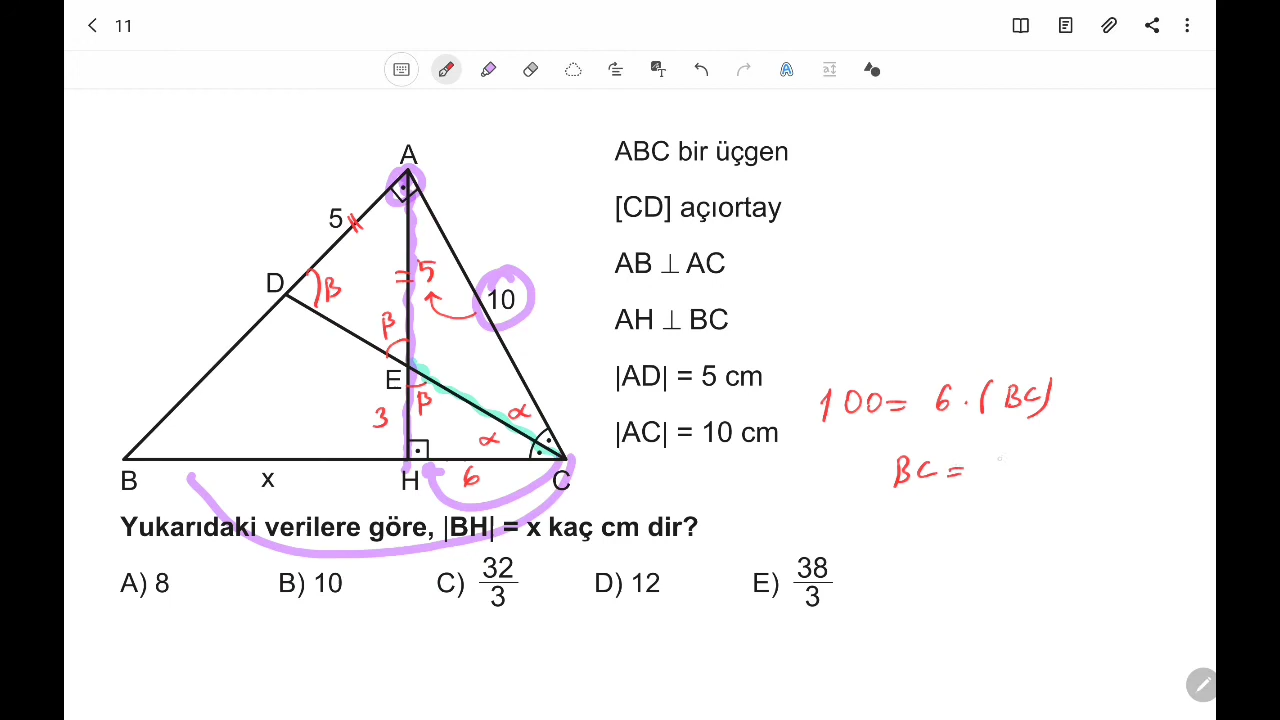 11
A
ABC bir üçgen
5
[CD] açıortay
= 5
D
β
10
AB ⊥ AC
β
AH ⊥ BC
E
β
α
|AD| = 5 cm
3
α
100 = 6 . (BC)
|AC| = 10 cm
BC =
B
x
H
6
C
Yukarıdaki verilere göre, |BH| = x kaç cm dir?
A) 8 B) 10 C) 32/3 D) 12 E) 38/3